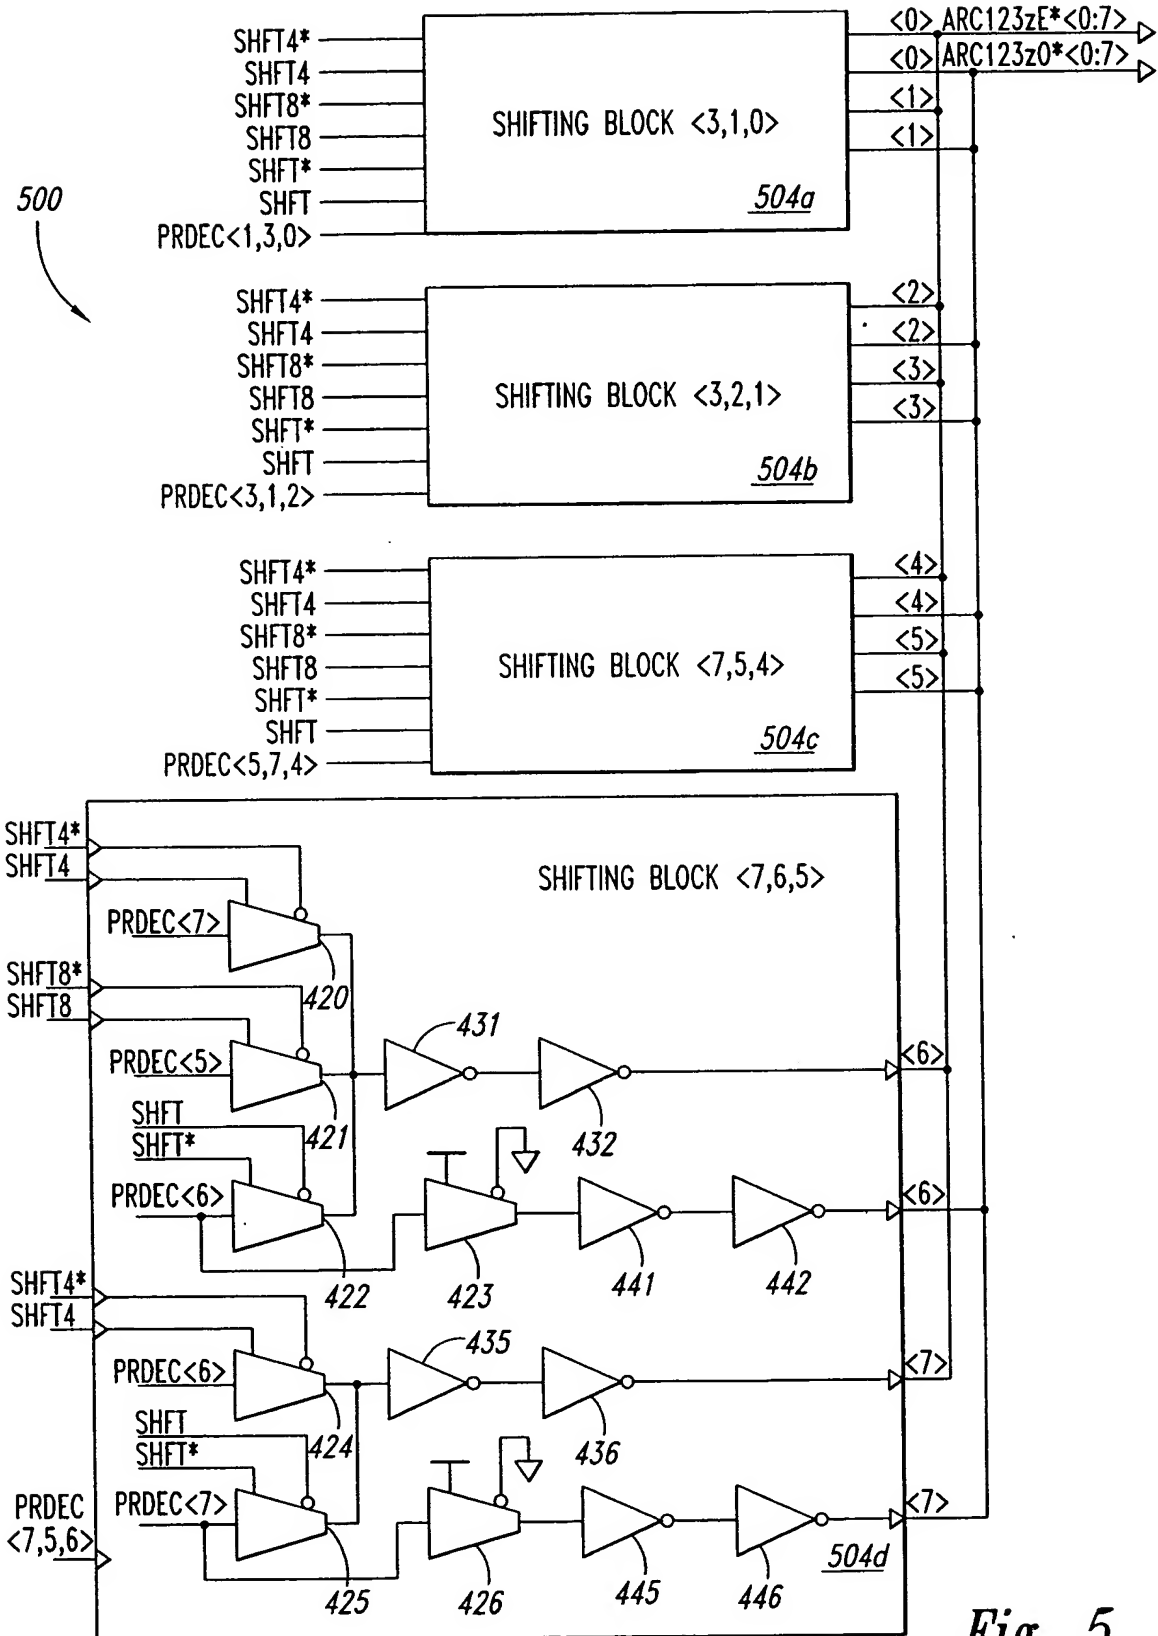 <0> ARC123zE*<0:7>
SHFT4*
<0> ARC123zO*<0:7>
SHFT4
<1>
SHFT8*
SHIFTING BLOCK <3,1,0>
SHFT8
<1>
SHFT*
SHFT
504a
500
PRDEC<1,3,0>
SHFT4*
<2>
SHFT4
<2>
SHFT8*
<3>
SHIFTING BLOCK <3,2,1>
SHFT8
<3>
SHFT*
SHFT
504b
PRDEC<3,1,2>
SHFT4*
<4>
SHFT4
<4>
SHFT8*
<5>
SHIFTING BLOCK <7,5,4>
SHFT8
<5>
SHFT*
SHFT
504c
PRDEC<5,7,4>
SHFT4*
SHFT4
SHIFTING BLOCK <7,6,5>
PRDEC<7>
420
SHFT8*
SHFT8
431
PRDEC<5>
<6>
421
432
SHFT
SHFT*
PRDEC<6>
<6>
422
423
441
442
SHFT4*
SHFT4
435
PRDEC<6>
<7>
424
436
SHFT
SHFT*
PRDEC<7>
<7>
PRDEC
<7,5,6>
425
426
445
446
504d
Fig. 5